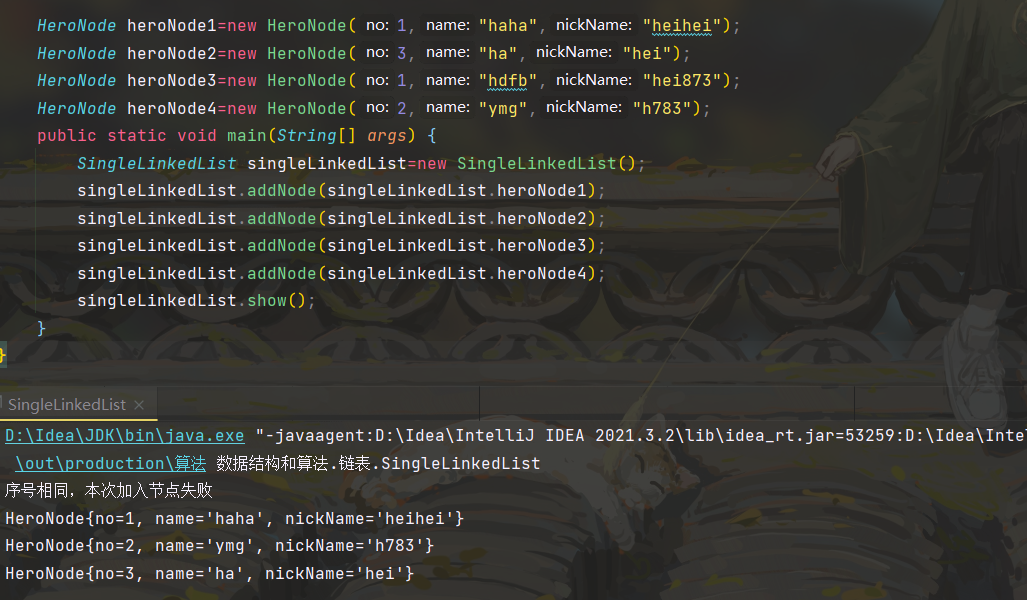 HeroNode heroNode1=new HeroNode( no: 1, name: "haha", nickName: "heihei");
HeroNode heroNode2=new HeroNode( no: 3, name: "ha", nickName: "hei");
HeroNode heroNode3=new HeroNode( no: 1, name: "hdfb", nickName: "hei873");
HeroNode heroNode4=new HeroNode( no: 2, name: "ymg", nickName: "h783");
public static void main(String[] args) {
SingleLinkedList singleLinkedList=new SingleLinkedList();
singleLinkedList.addNode(singleLinkedList.heroNode1);
singleLinkedList.addNode(singleLinkedList.heroNode2);
singleLinkedList.addNode(singleLinkedList.heroNode3);
singleLinkedList.addNode(singleLinkedList.heroNode4);
singleLinkedList.show();
}
}
SingleLinkedList ×
D:\Idea\JDK\bin\java.exe "-javaagent:D:\Idea\IntelliJ IDEA 2021.3.2\lib\idea_rt.jar=53259:D:\Idea\Inte
\out\production\算法 数据结构和算法.链表.SingleLinkedList
序号相同，本次加入节点失败
HeroNode{no=1, name='haha', nickName='heihei'}
HeroNode{no=2, name='ymg', nickName='h783'}
HeroNode{no=3, name='ha', nickName='hei'}